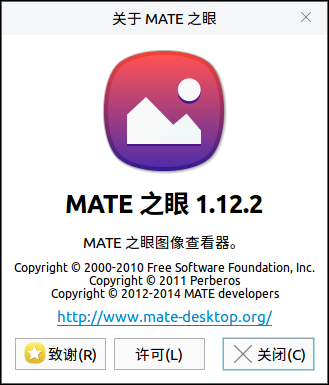 关于 MATE 之眼
MATE 之眼 1.12.2
MATE 之眼图像查看器。
Copyright © 2000-2010 Free Software Foundation, Inc.
Copyright © 2011 Perberos
Copyright © 2012-2014 MATE developers
http://www.mate-desktop.org/
致谢(R) 许可(L) 关闭(C)